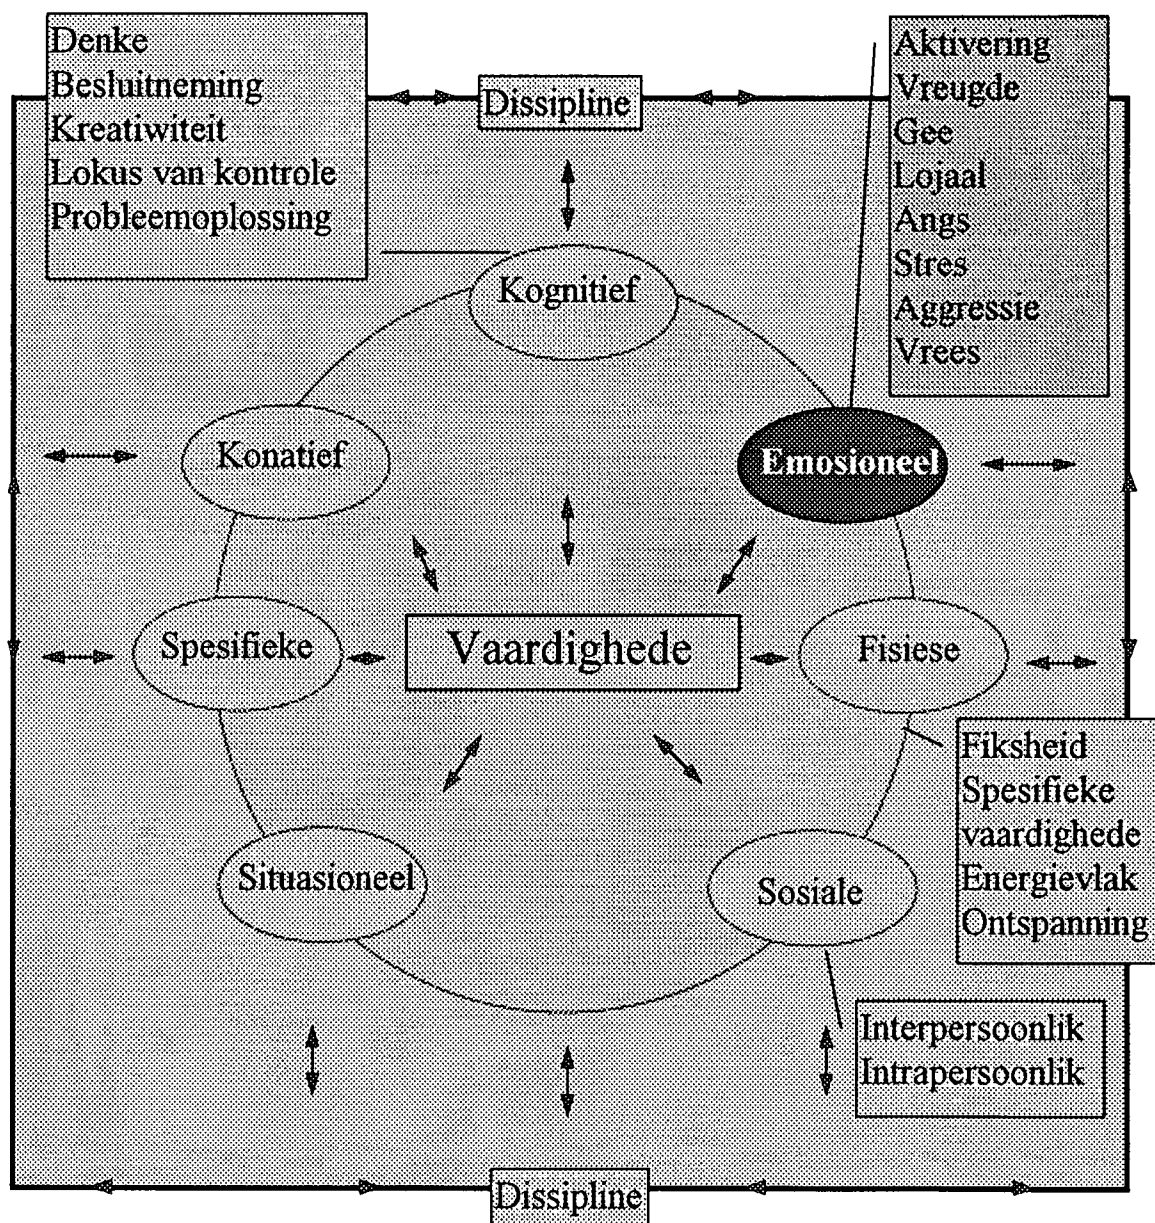 Denke
Besluitneming
Kreatiwiteit
Lokus van kontrole
Probleemoplossing
Dissipline
Aktivering
Vreugde
Gee
Lojaal
Angs
Stres
Aggressie
Vrees
Kognitief
Konatief
Emosioneel
Spesifieke
Vaardighede
Fisiese
Fiksheid
Spesifieke
vaardighede
Energievlak
Ontspanning
Situasioneel
Sosiale
Interpersoonlik
Intrapersoonlik
Dissipline